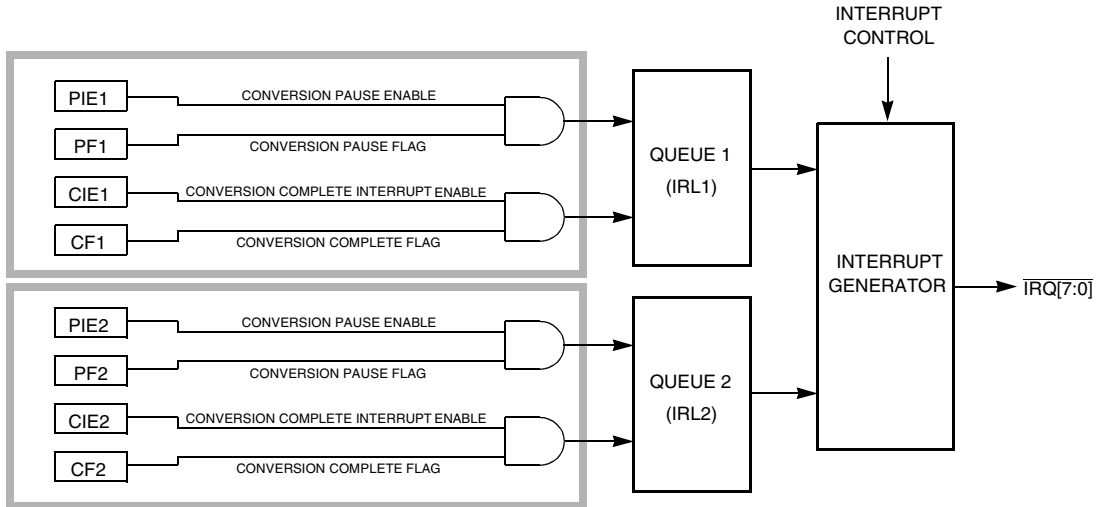 INTERRUPT
CONTROL
PIE1
CONVERSION PAUSE ENABLE
PF1
CONVERSION PAUSE FLAG
CIE1
CONVERSION COMPLETE INTERRUPT ENABLE
CF1
CONVERSION COMPLETE FLAG
QUEUE 1
(IRL1)
PIE2
CONVERSION PAUSE ENABLE
PF2
CONVERSION PAUSE FLAG
CIE2
CONVERSION COMPLETE INTERRUPT ENABLE
CF2
CONVERSION COMPLETE FLAG
QUEUE 2
(IRL2)
INTERRUPT
GENERATOR
IRQ[7:0]